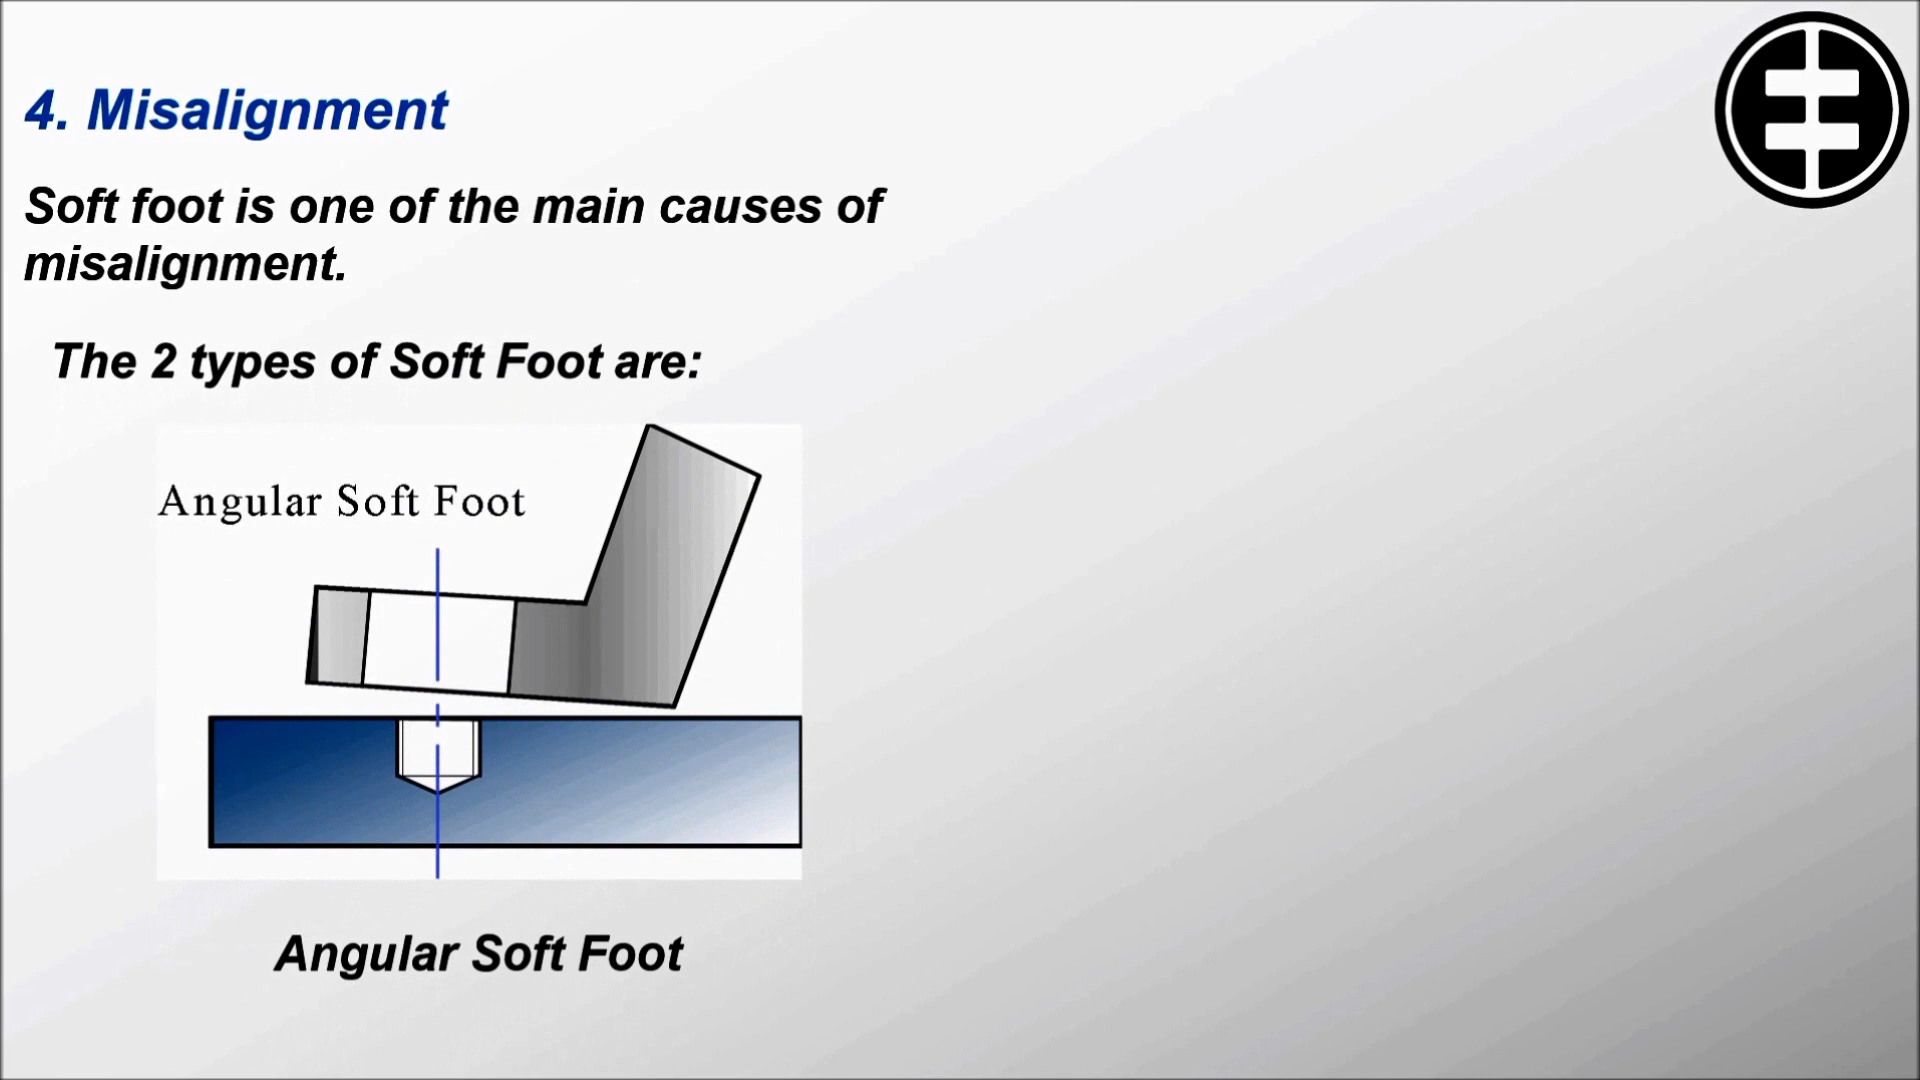 4. Misalignment
Soft foot is one of the main causes of
misalignment.
The 2 types of Soft Foot are:
Angular Soft Foot
Angular Soft Foot